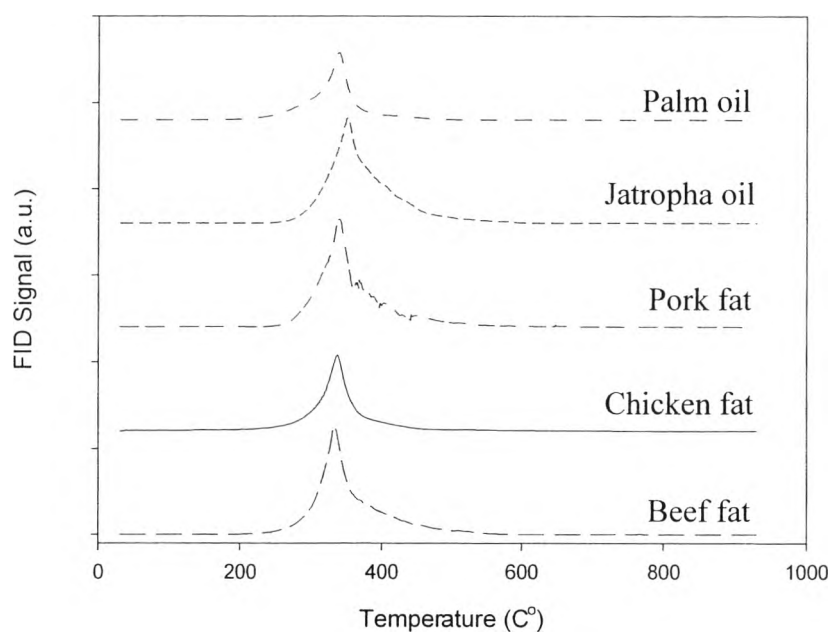 Palm oil
Jatropha oil
Pork fat
Chicken fat
Beef fat
FID Signal (a.u.)
0 200 400 600 800 1000
Temperature (C°)